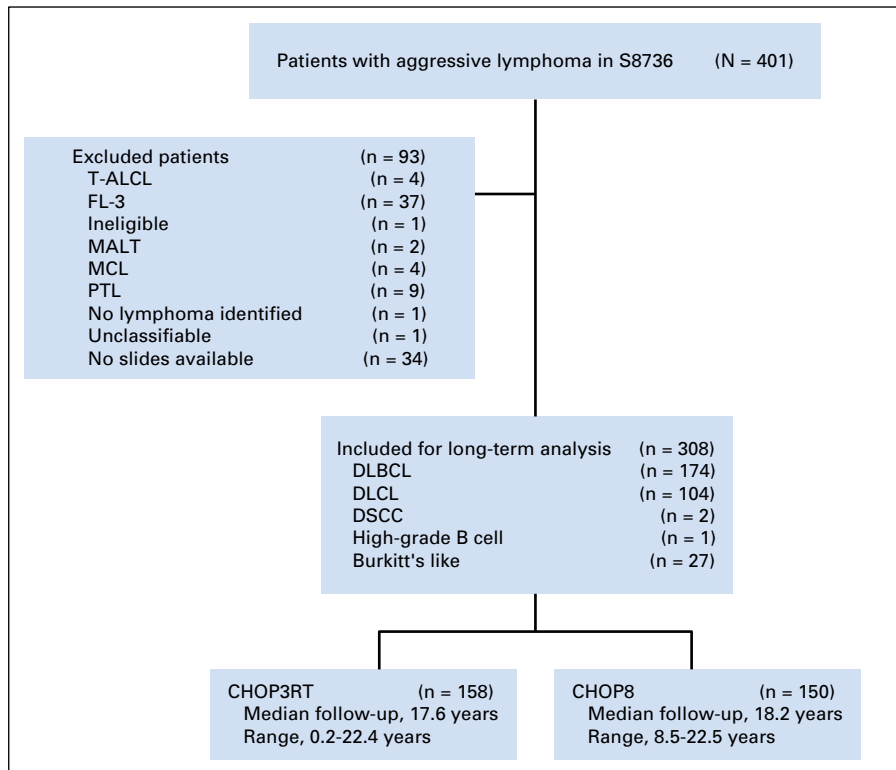 Patients with aggressive lymphoma in S8736 (N = 401)
Excluded patients (n = 93)
T-ALCL (n = 4)
FL-3 (n = 37)
Ineligible (n = 1)
MALT (n = 2)
MCL (n = 4)
PTL (n = 9)
No lymphoma identified (n = 1)
Unclassifiable (n = 1)
No slides available (n = 34)
Included for long-term analysis (n = 308)
DLBCL (n = 174)
DLCL (n = 104)
DSCC (n = 2)
High-grade B cell (n = 1)
Burkitt's like (n = 27)
CHOP3RT (n = 158)
Median follow-up, 17.6 years
Range, 0.2-22.4 years
CHOP8 (n = 150)
Median follow-up, 18.2 years
Range, 8.5-22.5 years